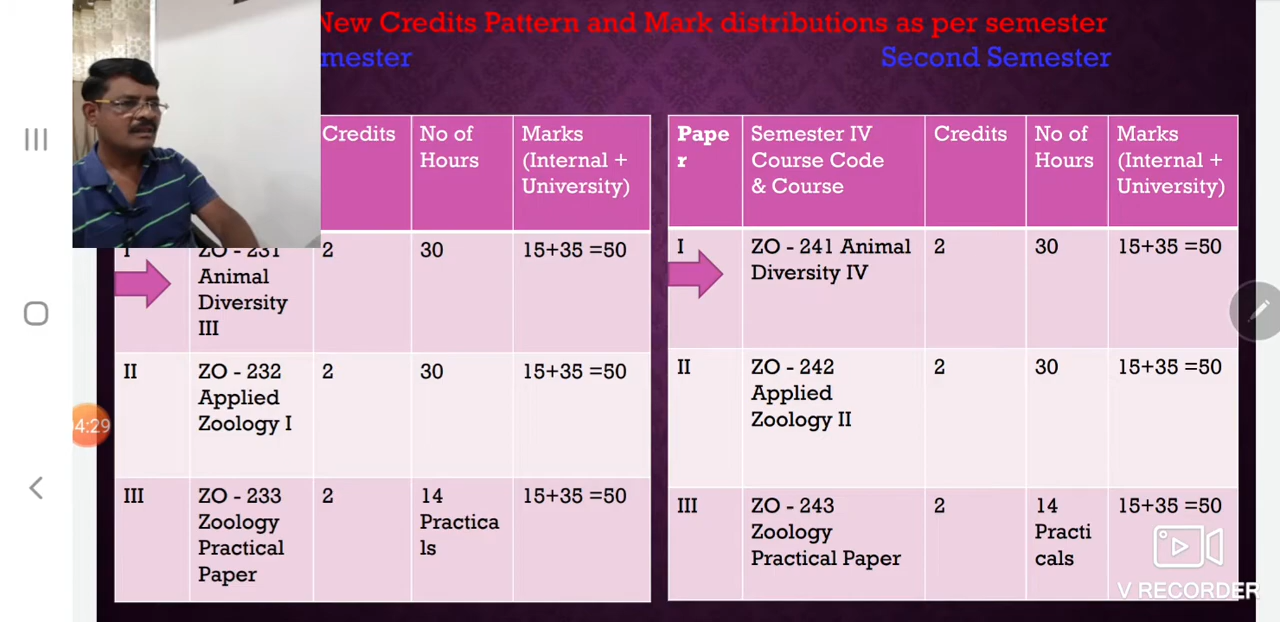 New Credits Pattern and Mark distributions as per semester
mester
Second Semester
Credits
No of
Hours
Marks
(Internal +
University)
I
ZO - 231
Animal
Diversity
III
2
30
15+35 =50
II
ZO - 232
Applied
Zoology I
2
30
15+35 =50
III
ZO - 233
Zoology
Practical
Paper
2
14
Practica
ls
15+35 =50
Pape
r
Semester IV
Course Code
& Course
Credits
No of
Hours
Marks
(Internal +
University)
I
ZO - 241 Animal
Diversity IV
2
30
15+35 =50
II
ZO - 242
Applied
Zoology II
2
30
15+35 =50
III
ZO - 243
Zoology
Practical Paper
2
14
Practi
cals
15+35 =50
04:29
V RECORDER